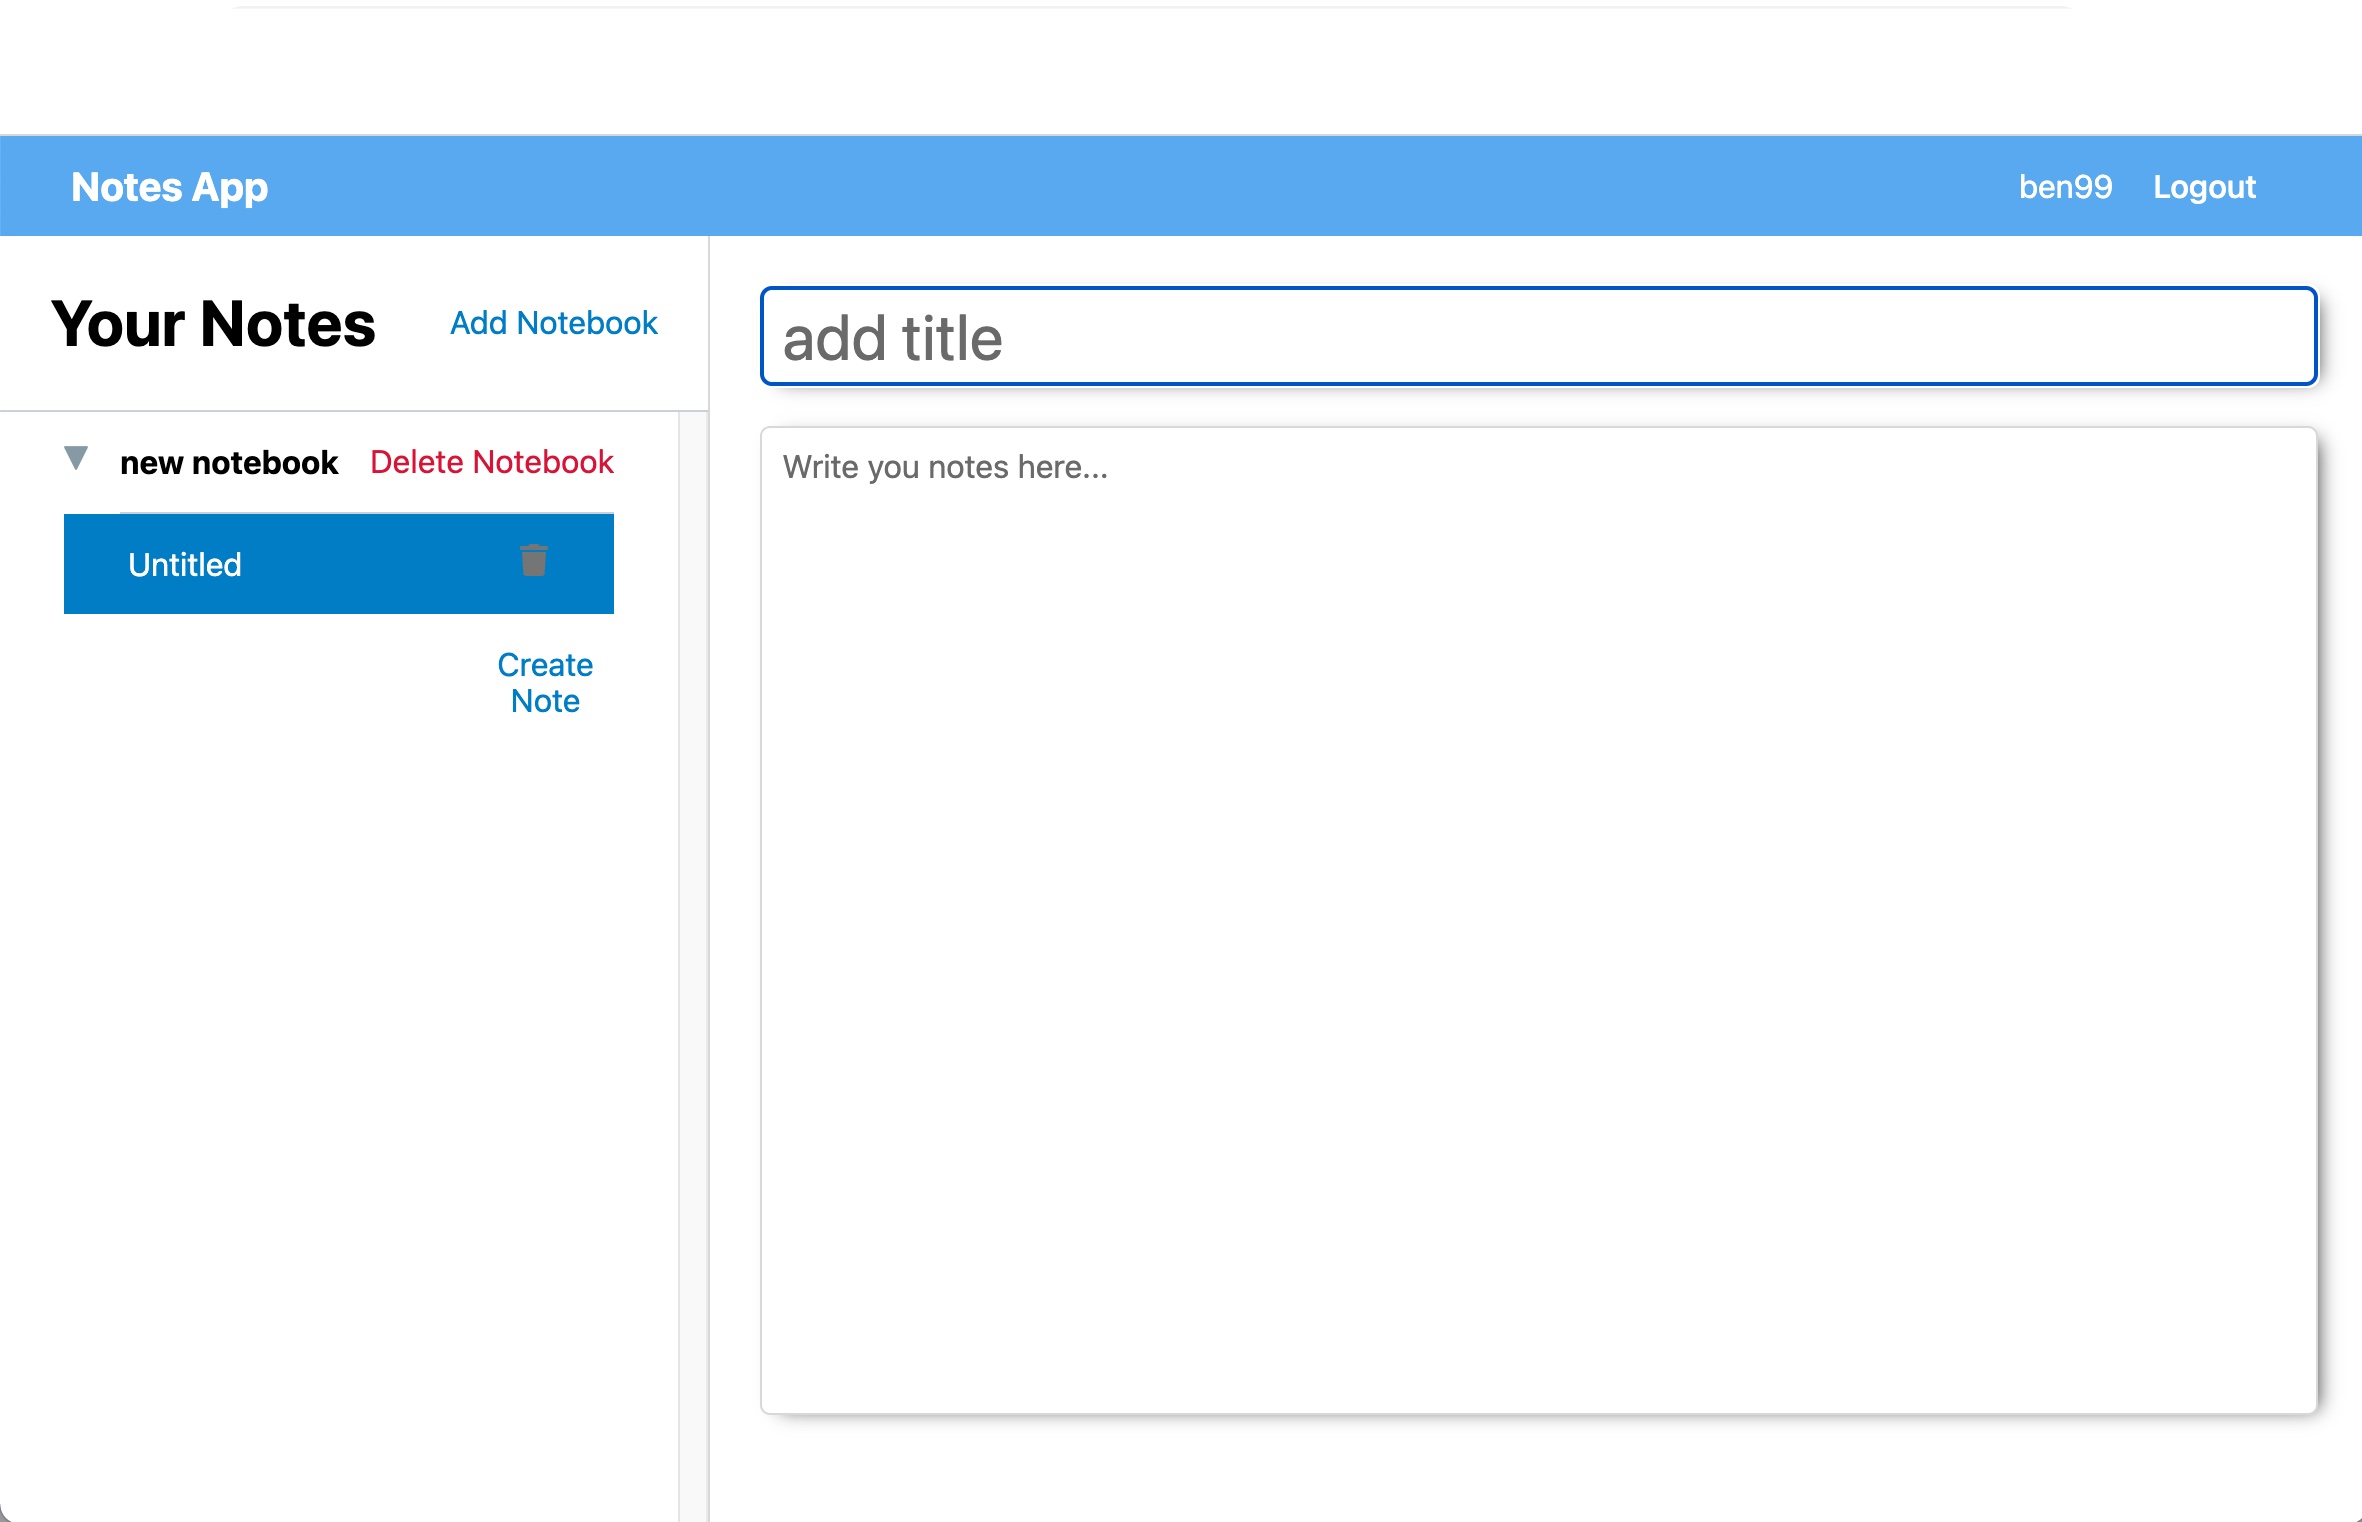 Notes App
ben99 Logout
Your Notes Add Notebook
new notebook Delete Notebook
Untitled
Create
Note
add title
Write you notes here...